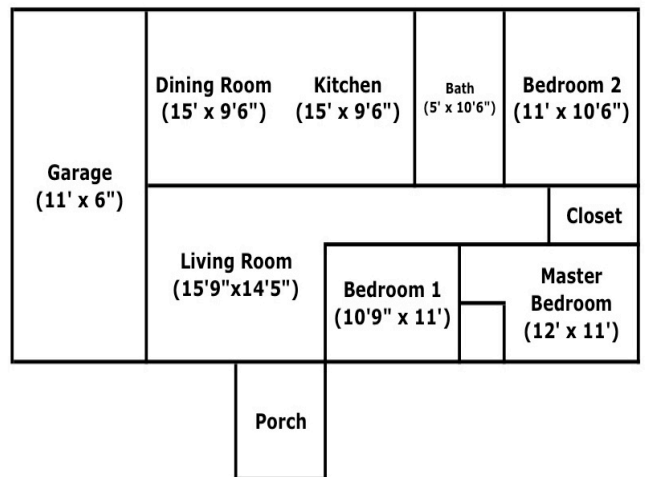 Dining Room
(15' x 9'6")
Kitchen
(15' x 9'6")
Bath
(5' x 10'6")
Bedroom 2
(11' x 10'6")
Garage
(11' x 6")
Closet
Living Room
(15'9"x14'5")
Bedroom 1
(10'9" x 11')
Master
Bedroom
(12' x 11')
Porch